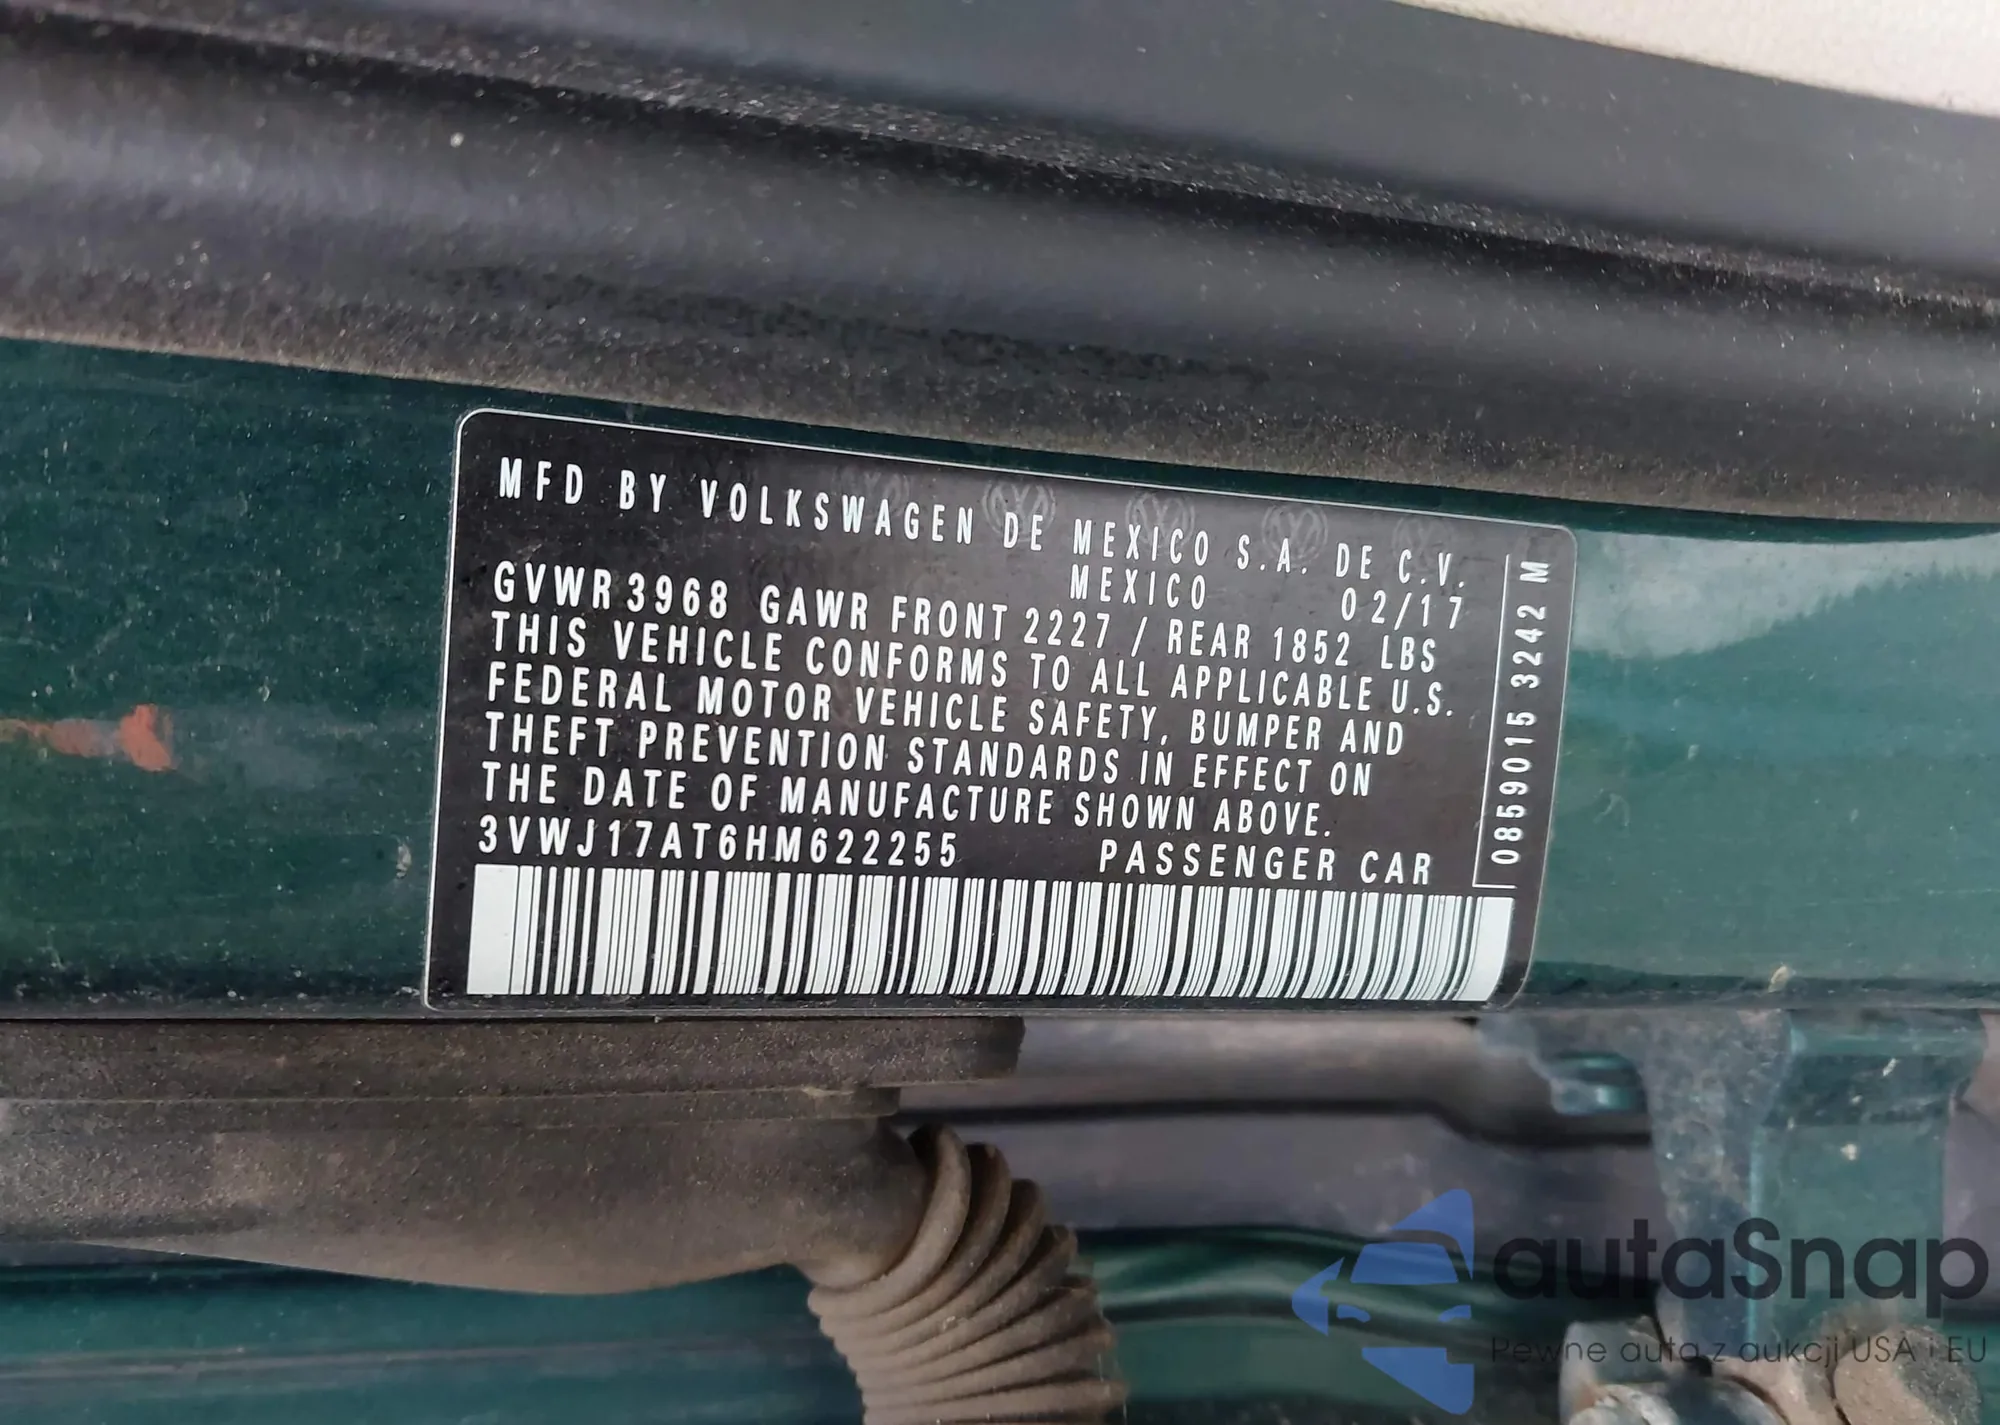 MFD BY VOLKSWAGEN DE MEXICO S.A. DE C.V.
MEXICO 02/17
GVWR 3968 GAWR FRONT 2227 / REAR 1852 LBS
THIS VEHICLE CONFORMS TO ALL APPLICABLE U.S.
FEDERAL MOTOR VEHICLE SAFETY, BUMPER AND
THEFT PREVENTION STANDARDS IN EFFECT ON
THE DATE OF MANUFACTURE SHOWN ABOVE.
3VWJ17AT6HM622255 PASSENGER CAR
0859015 3242 M
autaSnap
Pewne auta z aukcji USA i EU